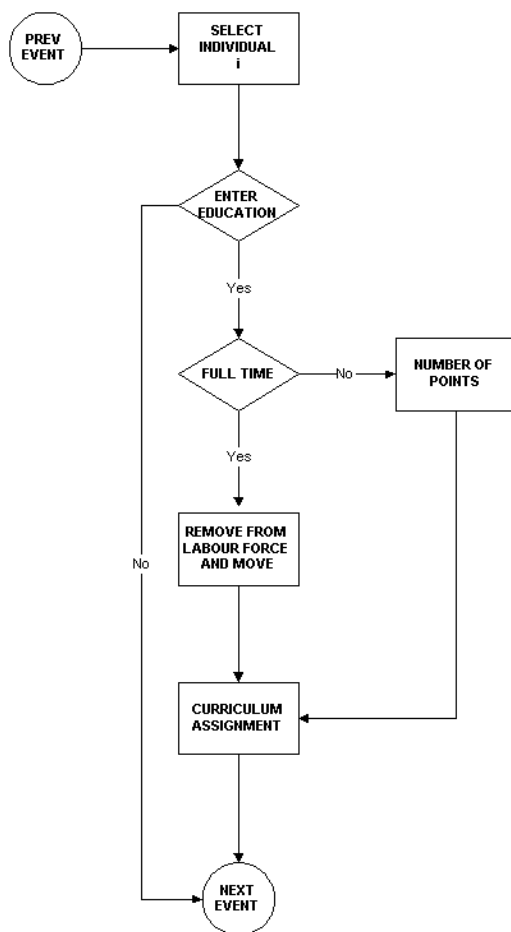 PREV
EVENT
SELECT
INDIVIDUAL
i
ENTER
EDUCATION
Yes
FULL TIME
No
NUMBER OF
POINTS
Yes
REMOVE FROM
LABOUR FORCE
AND MOVE
No
CURRICULUM
ASSIGNMENT
NEXT
EVENT